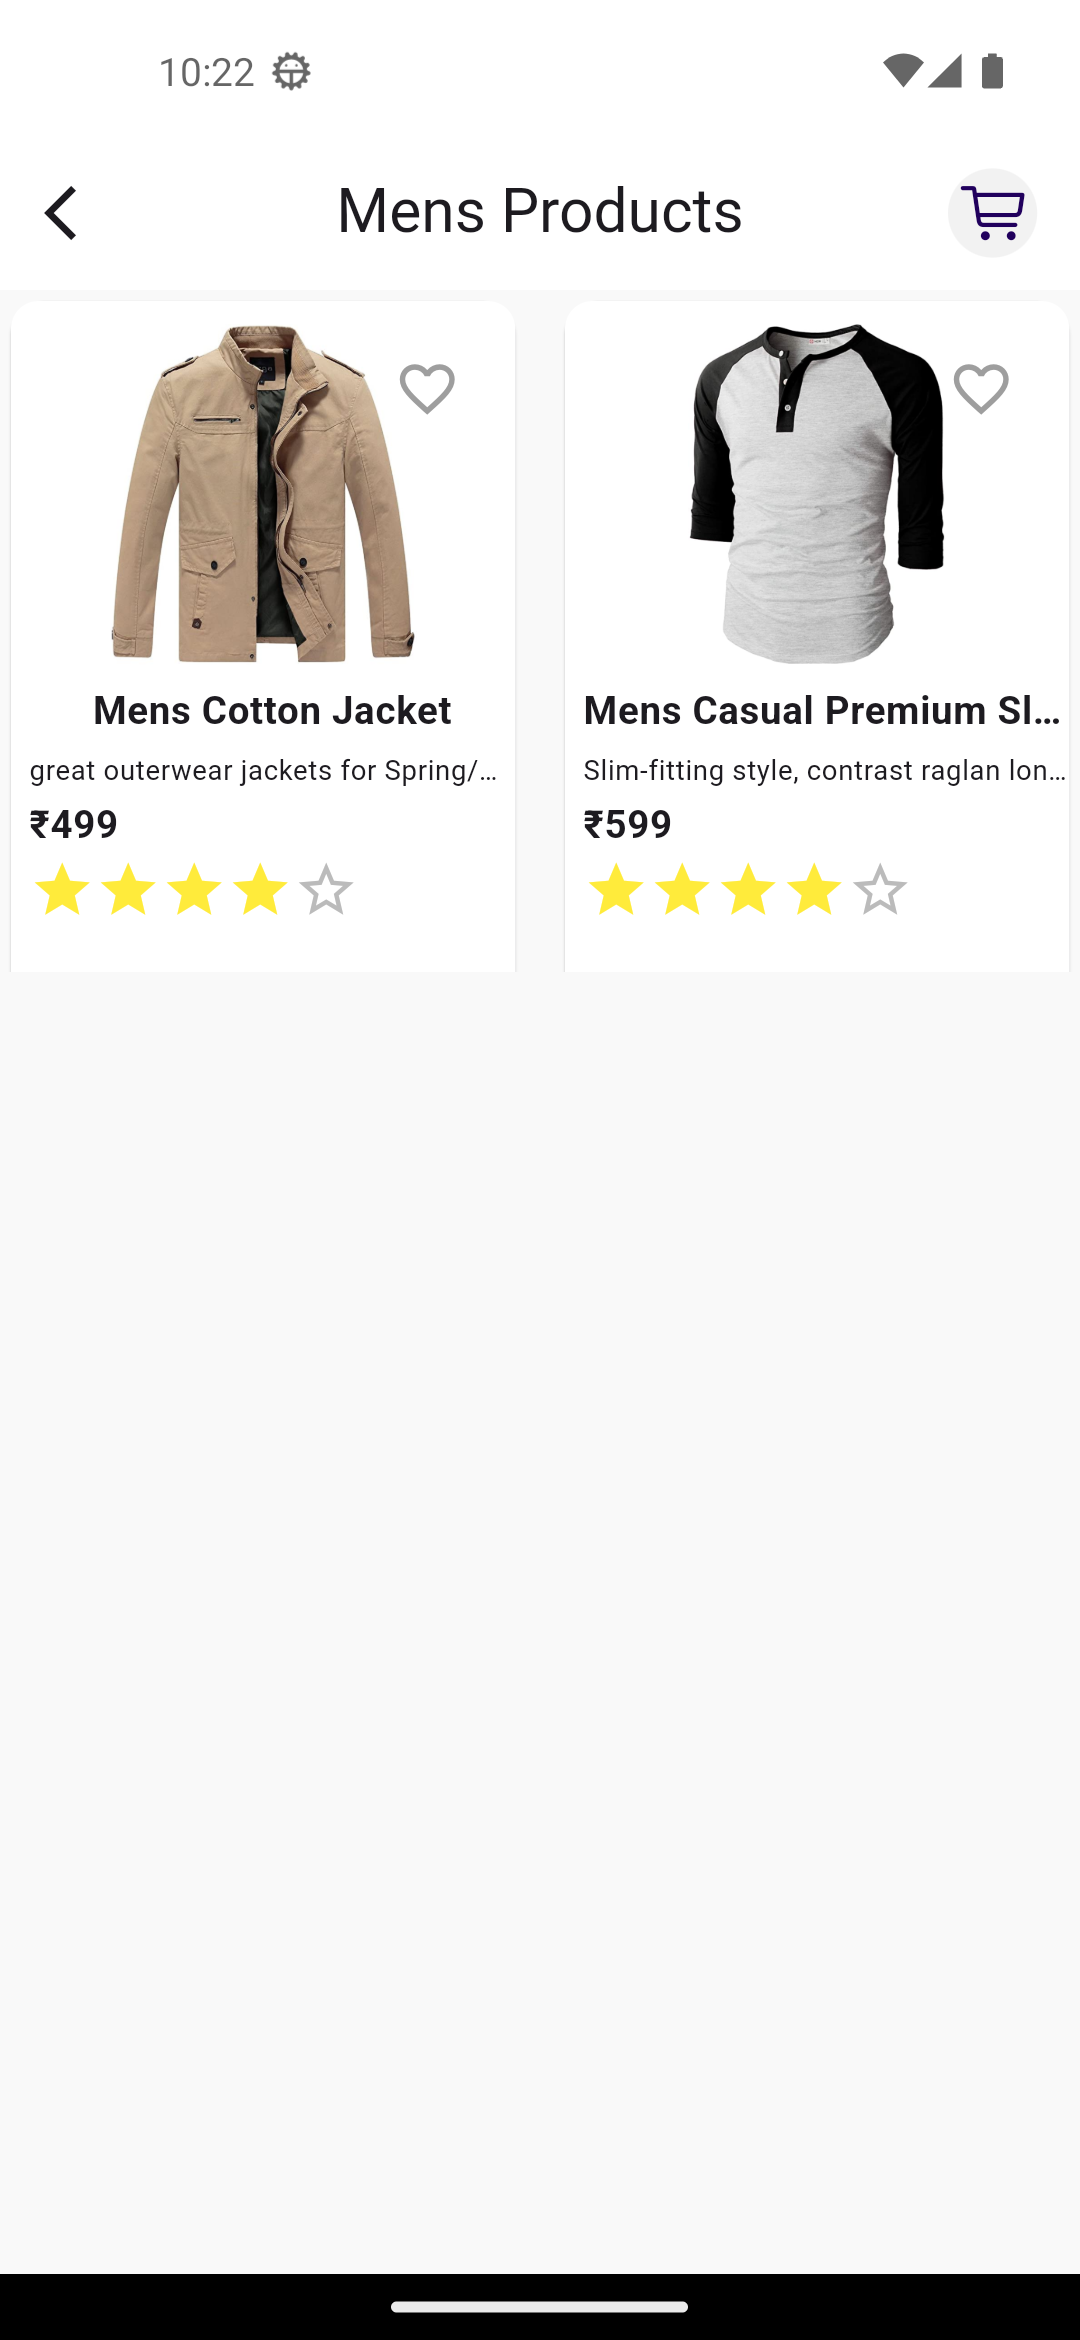 10:22
Mens Products
Mens Cotton Jacket
great outerwear jackets for Spring/...
₹499
Mens Casual Premium Sl...
Slim-fitting style, contrast raglan lon...
₹599